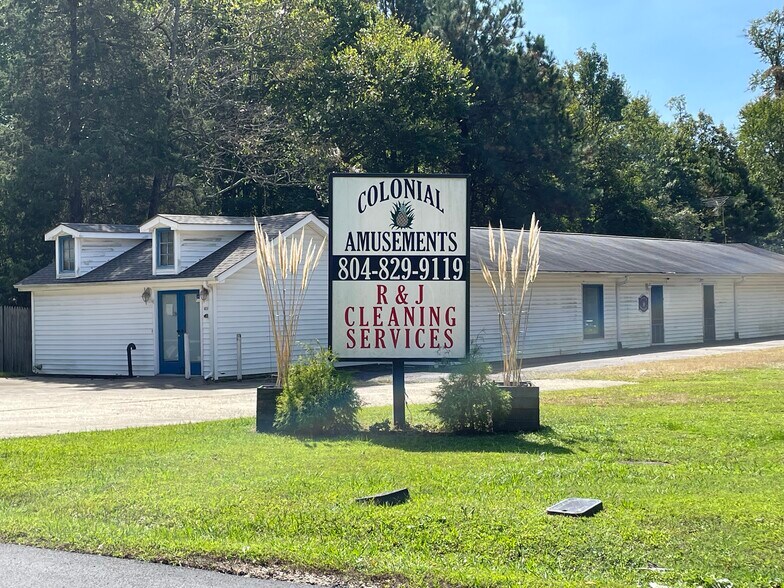 COLONIAL
AMUSEMENTS
804-829-9119
R & J
CLEANING
SERVICES